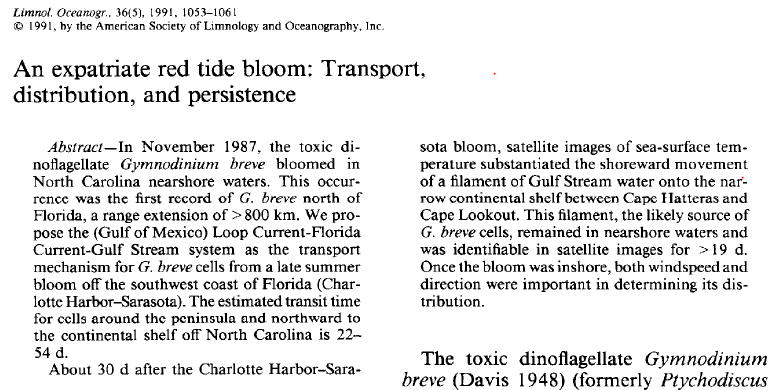 Limnol. Oceanogr., 36(5), 1991, 1053–1061
© 1991, by the American Society of Limnology and Oceanography, Inc.
An expatriate red tide bloom: Transport,
distribution, and persistence
Abstract—In November 1987, the toxic di-
noflagellate Gymnodinium breve bloomed in
North Carolina nearshore waters. This occur-
rence was the first record of G. breve north of
Florida, a range extension of >800 km. We pro-
pose the (Gulf of Mexico) Loop Current-Florida
Current-Gulf Stream system as the transport
mechanism for G. breve cells from a late summer
bloom off the southwest coast of Florida (Char-
lotte Harbor–Sarasota). The estimated transit time
for cells around the peninsula and northward to
the continental shelf off North Carolina is 22–
54 d.
About 30 d after the Charlotte Harbor–Sara-
sota bloom, satellite images of sea-surface tem-
perature substantiated the shoreward movement
of a filament of Gulf Stream water onto the nar-
row continental shelf between Cape Hatteras and
Cape Lookout. This filament, the likely source of
G. breve cells, remained in nearshore waters and
was identifiable in satellite images for >19 d.
Once the bloom was inshore, both windspeed and
direction were important in determining its dis-
tribution.
The toxic dinoflagellate Gymnodinium
breve (Davis 1948) (formerly Ptychodiscus